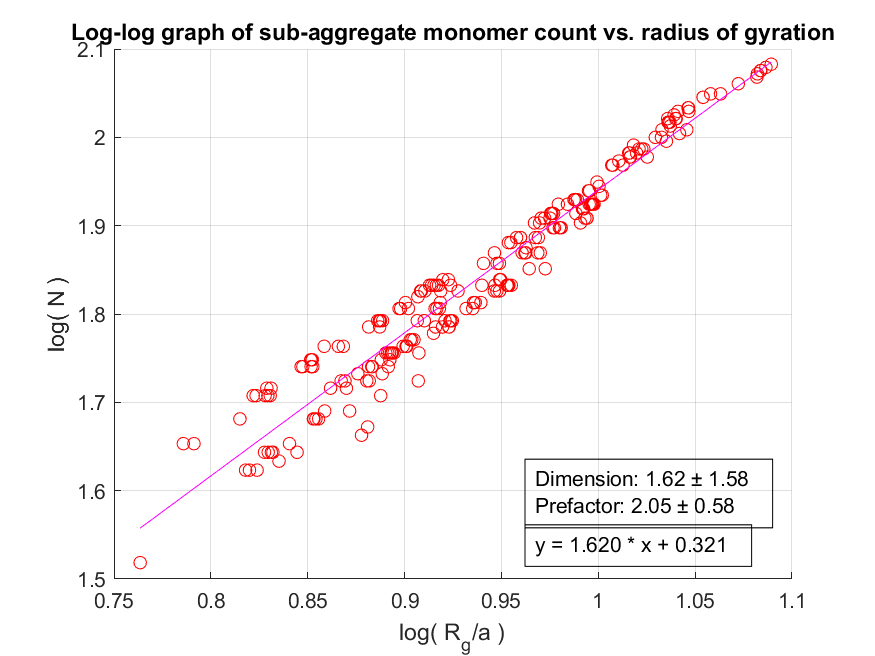 Log-log graph of sub-aggregate monomer count vs. radius of gyration
2.1
2
1.9
1.8
1.7
1.6
1.5
log( N )
Dimension: 1.62 ± 1.58
Prefactor: 2.05 ± 0.58
y = 1.620 * x + 0.321
0.75 0.8 0.85 0.9 0.95 1 1.05 1.1
log( R_g/a )